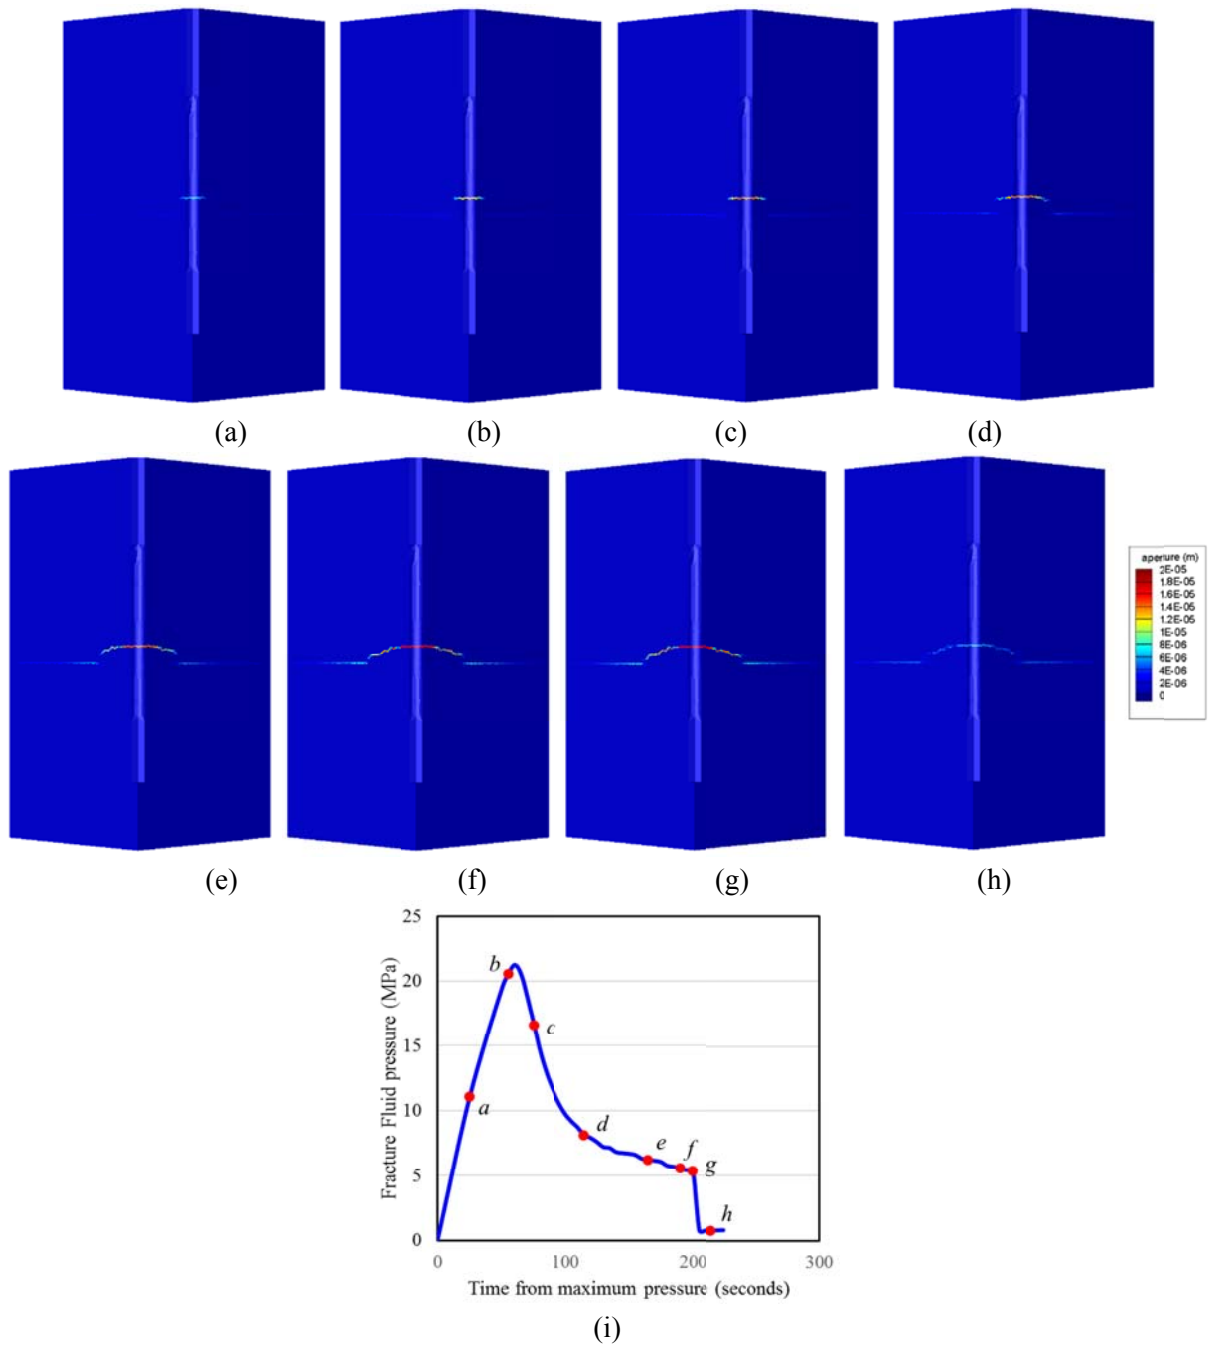 (a) (b) (c) (d)
aperture (m)
2E-05
1.8E-05
1.6E-05
1.4E-05
1.2E-05
1E-05
8E-06
6E-06
4E-06
2E-06
0
(e) (f) (g) (h)
25
20
15
10
5
0
Fracture Fluid pressure (MPa)
b
c
a
d
e
f
g
h
0 100 200 300
Time from maximum pressure (seconds)
(i)